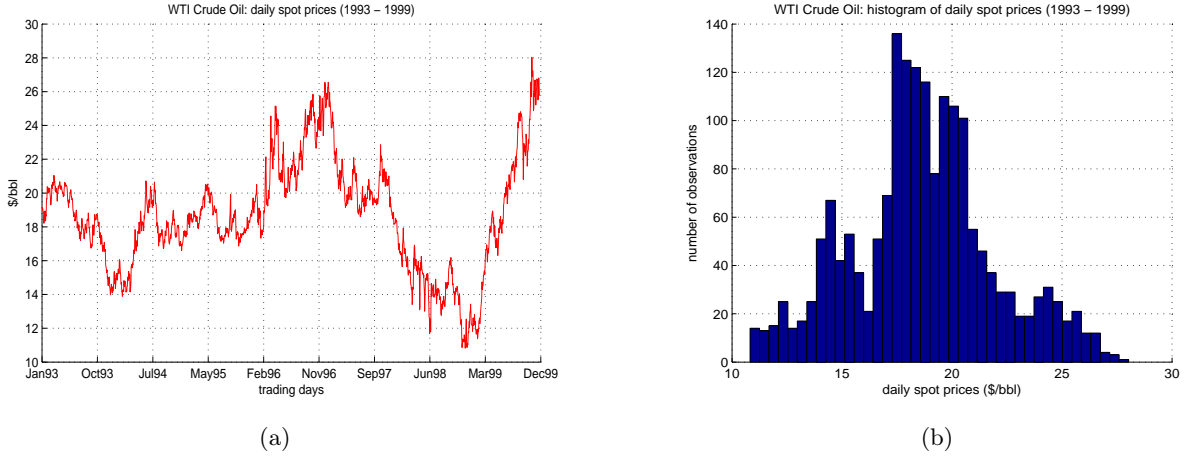 WTI Crude Oil: daily spot prices (1993 − 1999)
30
28
26
24
22
20
18
16
14
12
10
$/bbl
Jan93 Oct93 Jul94 May95 Feb96 Nov96 Sep97 Jun98 Mar99 Dec99
trading days
(a)
WTI Crude Oil: histogram of daily spot prices (1993 − 1999)
140
120
100
80
60
40
20
0
number of observations
10 15 20 25 30
daily spot prices ($/bbl)
(b)